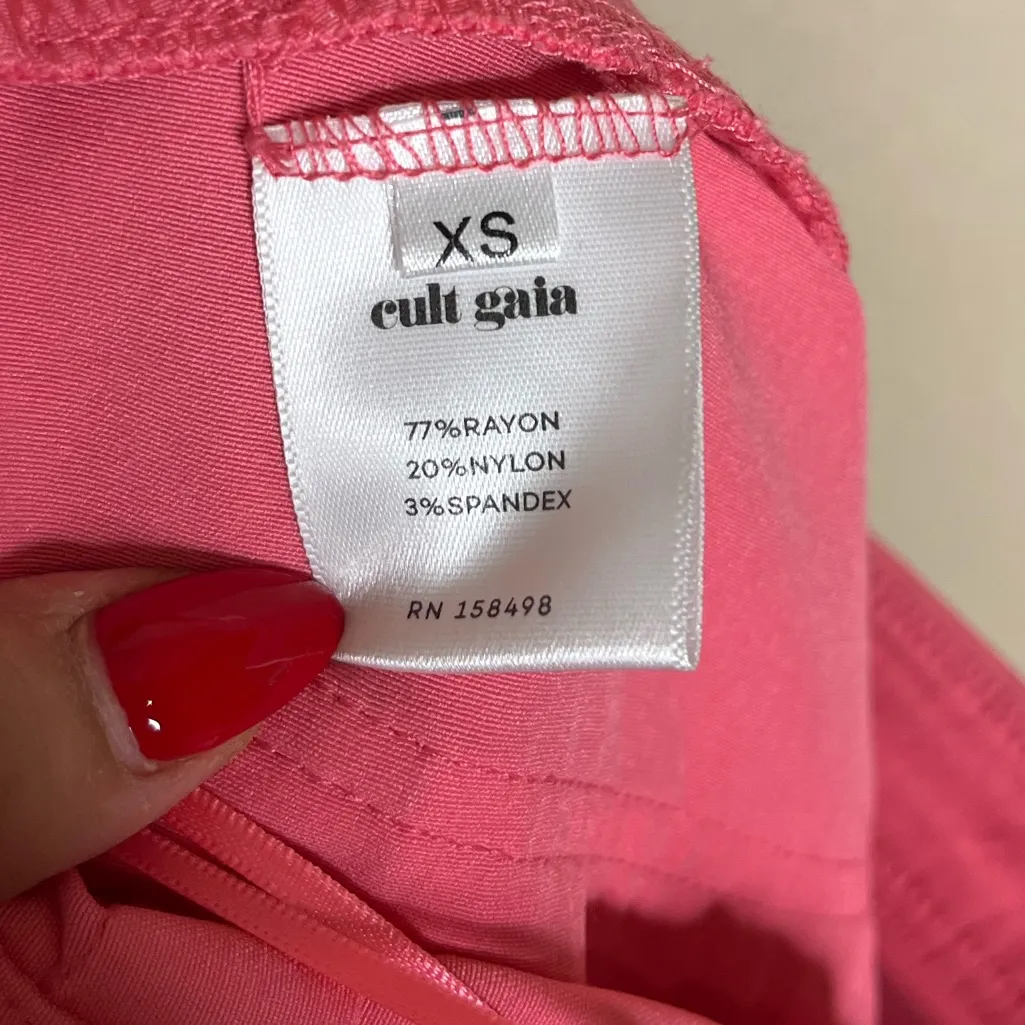 XS
cult gaia
77%RAYON
20%NYLON
3%SPANDEX
RN 158498